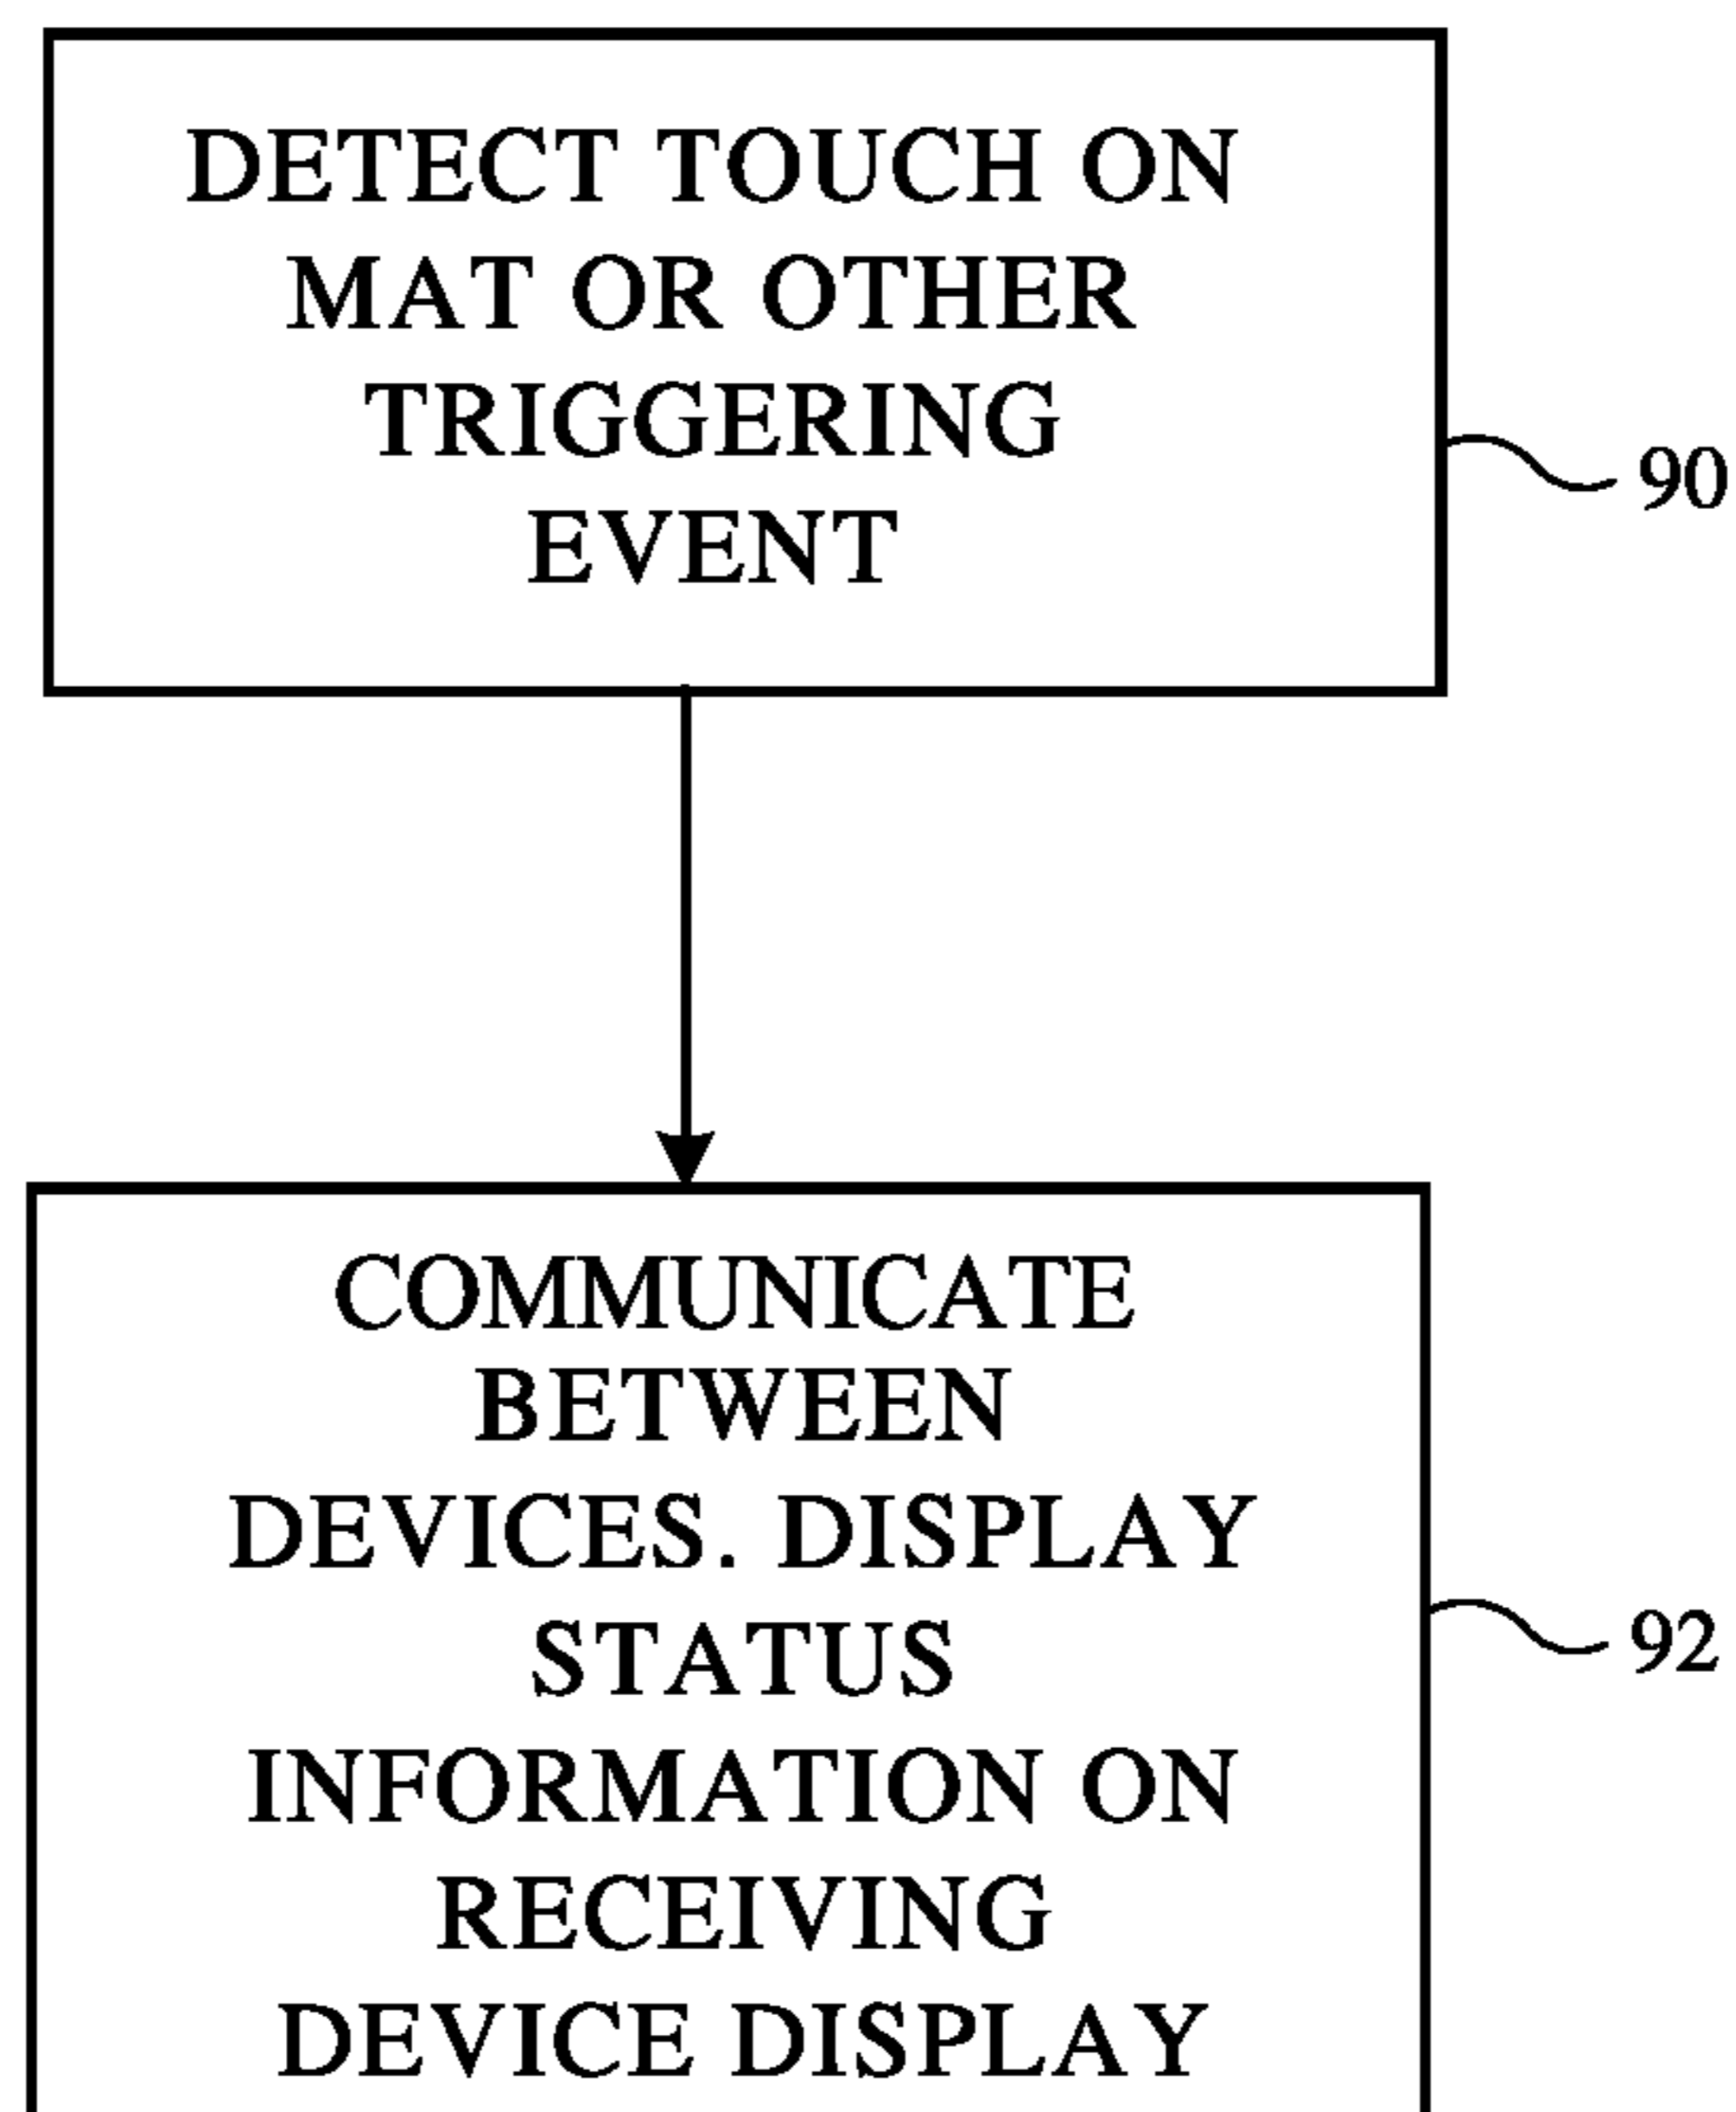 DETECT TOUCH ON
MAT OR OTHER
TRIGGERING
EVENT
90
COMMUNICATE
BETWEEN
DEVICES. DISPLAY
STATUS
INFORMATION ON
RECEIVING
DEVICE DISPLAY
92